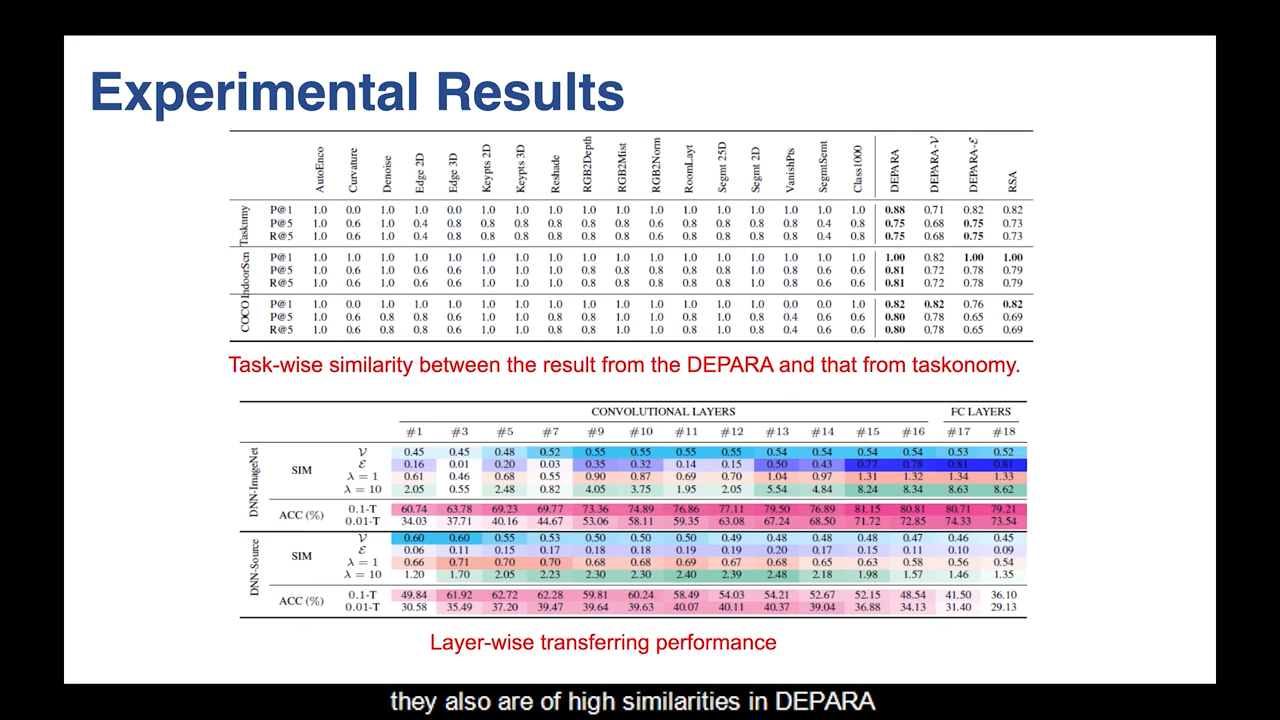 Experimental Results
AutoEnco Curvature Denoise Edge 2D Edge 3D Keypts 2D Keypts 3D Reshade RGB2Depth RGB2Mist RGB2Norm RoomLayt Segmt 25D Segmt 2D VanishPts SegmtSemt Class1000 DEPARA DEPARA-𝒱 DEPARA-ℰ RSA
Tasknmy
P@1 1.0 0.0 1.0 1.0 0.0 1.0 1.0 1.0 1.0 1.0 1.0 1.0 1.0 1.0 1.0 1.0 1.0 0.88 0.71 0.82 0.82
P@5 1.0 0.6 1.0 0.4 0.8 0.8 0.8 0.8 0.8 0.8 0.6 0.8 0.8 0.8 0.8 0.4 0.8 0.75 0.68 0.75 0.73
R@5 1.0 0.6 1.0 0.4 0.8 0.8 0.8 0.8 0.8 0.8 0.6 0.8 0.8 0.8 0.8 0.4 0.8 0.75 0.68 0.75 0.73
IndoorScn
P@1 1.0 1.0 1.0 1.0 1.0 1.0 1.0 1.0 1.0 1.0 1.0 1.0 1.0 1.0 1.0 1.0 1.0 1.00 0.82 1.00 1.00
P@5 1.0 0.6 1.0 0.6 0.6 1.0 1.0 1.0 0.8 0.8 0.8 0.8 0.8 1.0 0.8 0.6 0.6 0.81 0.72 0.78 0.79
R@5 1.0 0.6 1.0 0.6 0.6 1.0 1.0 1.0 0.8 0.8 0.8 0.8 0.8 1.0 0.8 0.6 0.6 0.81 0.72 0.78 0.79
COCO
P@1 1.0 0.0 1.0 1.0 1.0 1.0 1.0 1.0 1.0 1.0 1.0 1.0 1.0 1.0 0.0 0.0 1.0 0.82 0.82 0.76 0.82
P@5 1.0 0.6 0.8 0.8 0.6 1.0 1.0 0.8 0.8 1.0 1.0 0.8 1.0 0.8 0.4 0.6 0.6 0.80 0.78 0.65 0.69
R@5 1.0 0.6 0.8 0.8 0.6 1.0 1.0 0.8 0.8 1.0 1.0 0.8 1.0 0.8 0.4 0.6 0.6 0.80 0.78 0.65 0.69
Task-wise similarity between the result from the DEPARA and that from taskonomy.
CONVOLUTIONAL LAYERS FC LAYERS
#1 #3 #5 #7 #9 #10 #11 #12 #13 #14 #15 #16 #17 #18
DNN-ImageNet
SIM
𝒱 0.45 0.45 0.48 0.52 0.55 0.55 0.55 0.55 0.54 0.54 0.54 0.54 0.53 0.52
ℰ 0.16 0.01 0.20 0.03 0.35 0.32 0.14 0.15 0.50 0.43 0.77 0.78 0.81 0.81
λ = 1 0.61 0.46 0.68 0.55 0.90 0.87 0.69 0.70 1.04 0.97 1.31 1.32 1.34 1.33
λ = 10 2.05 0.55 2.48 0.82 4.05 3.75 1.95 2.05 5.54 4.84 8.24 8.34 8.63 8.62
ACC (%)
0.1-T 60.74 63.78 69.23 69.77 73.36 74.89 76.86 77.11 79.50 76.89 81.15 80.81 80.71 79.21
0.01-T 34.03 37.71 40.16 44.67 53.06 58.11 59.35 63.08 67.24 68.50 71.72 72.85 74.33 73.54
DNN-Source
SIM
𝒱 0.60 0.60 0.55 0.53 0.50 0.50 0.50 0.49 0.48 0.48 0.48 0.47 0.46 0.45
ℰ 0.06 0.11 0.15 0.17 0.18 0.18 0.19 0.19 0.20 0.17 0.15 0.11 0.10 0.09
λ = 1 0.66 0.71 0.70 0.70 0.68 0.68 0.69 0.67 0.68 0.65 0.63 0.58 0.56 0.54
λ = 10 1.20 1.70 2.05 2.23 2.30 2.30 2.40 2.39 2.48 2.18 1.98 1.57 1.46 1.35
ACC (%)
0.1-T 49.84 61.92 62.72 62.28 59.81 60.24 58.49 54.03 54.21 52.67 52.15 48.54 41.50 36.10
0.01-T 30.58 35.49 37.20 39.47 39.64 39.63 40.07 40.11 40.37 39.04 36.88 34.13 31.40 29.13
Layer-wise transferring performance
they also are of high similarities in DEPARA